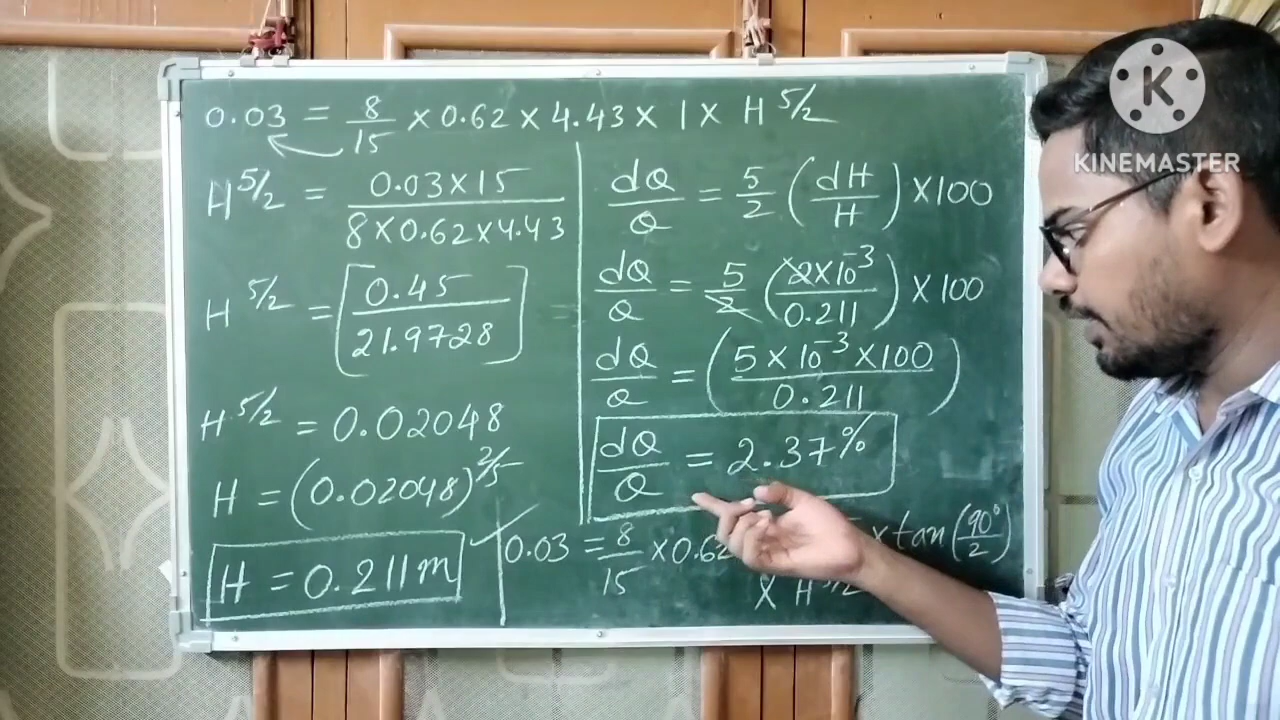 0.03 = 8/15 × 0.62 × 4.43 × 1 × H^5/2
H^5/2 = 0.03×15 / 8×0.62×4.43
H^5/2 = [0.45 / 21.9728]
H^5/2 = 0.02048
H = (0.02048)^2/5
H = 0.211m
dQ/Q = 5/2 (dH/H) ×100
dQ/Q = 5/2 (2×10^-3 / 0.211) ×100
dQ/Q = (5×10^-3 ×100 / 0.211)
dQ/Q = 2.37%
0.03 = 8/15 ×0.62 × tan(90°/2)
× H^5/2
K
KINEMASTER